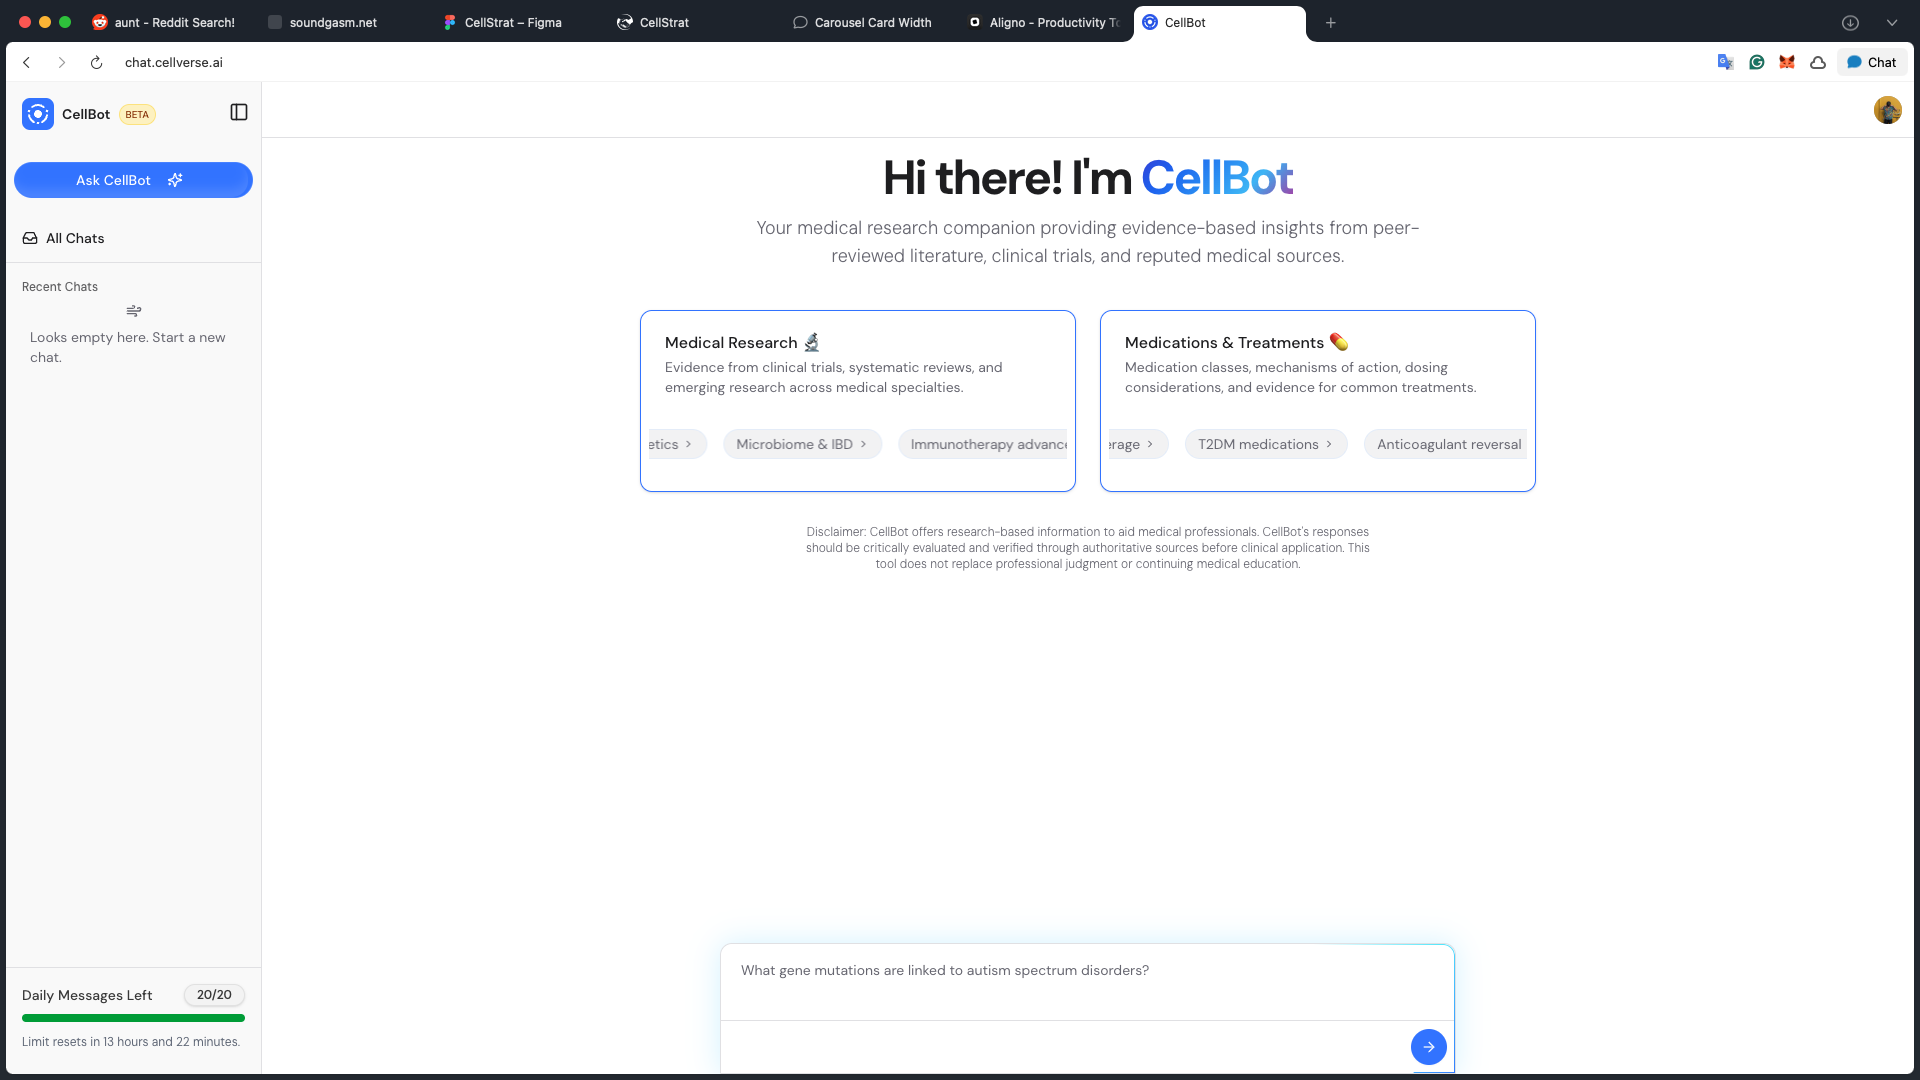 aunt - Reddit Search!
soundgasm.net
CellStrat – Figma
CellStrat
Carousel Card Width
Aligno - Productivity To
CellBot
chat.cellverse.ai
Chat
CellBot
BETA
Ask CellBot
All Chats
Recent Chats
Looks empty here. Start a new
chat.
Hi there! I'm CellBot
Your medical research companion providing evidence-based insights from peer-
reviewed literature, clinical trials, and reputed medical sources.
Medical Research
Evidence from clinical trials, systematic reviews, and
emerging research across medical specialties.
etics
Microbiome & IBD
Immunotherapy advance
Medications & Treatments
Medication classes, mechanisms of action, dosing
considerations, and evidence for common treatments.
erage
T2DM medications
Anticoagulant reversal
Disclaimer: CellBot offers research-based information to aid medical professionals. CellBot's responses
should be critically evaluated and verified through authoritative sources before clinical application. This
tool does not replace professional judgment or continuing medical education.
What gene mutations are linked to autism spectrum disorders?
Daily Messages Left
20/20
Limit resets in 13 hours and 22 minutes.